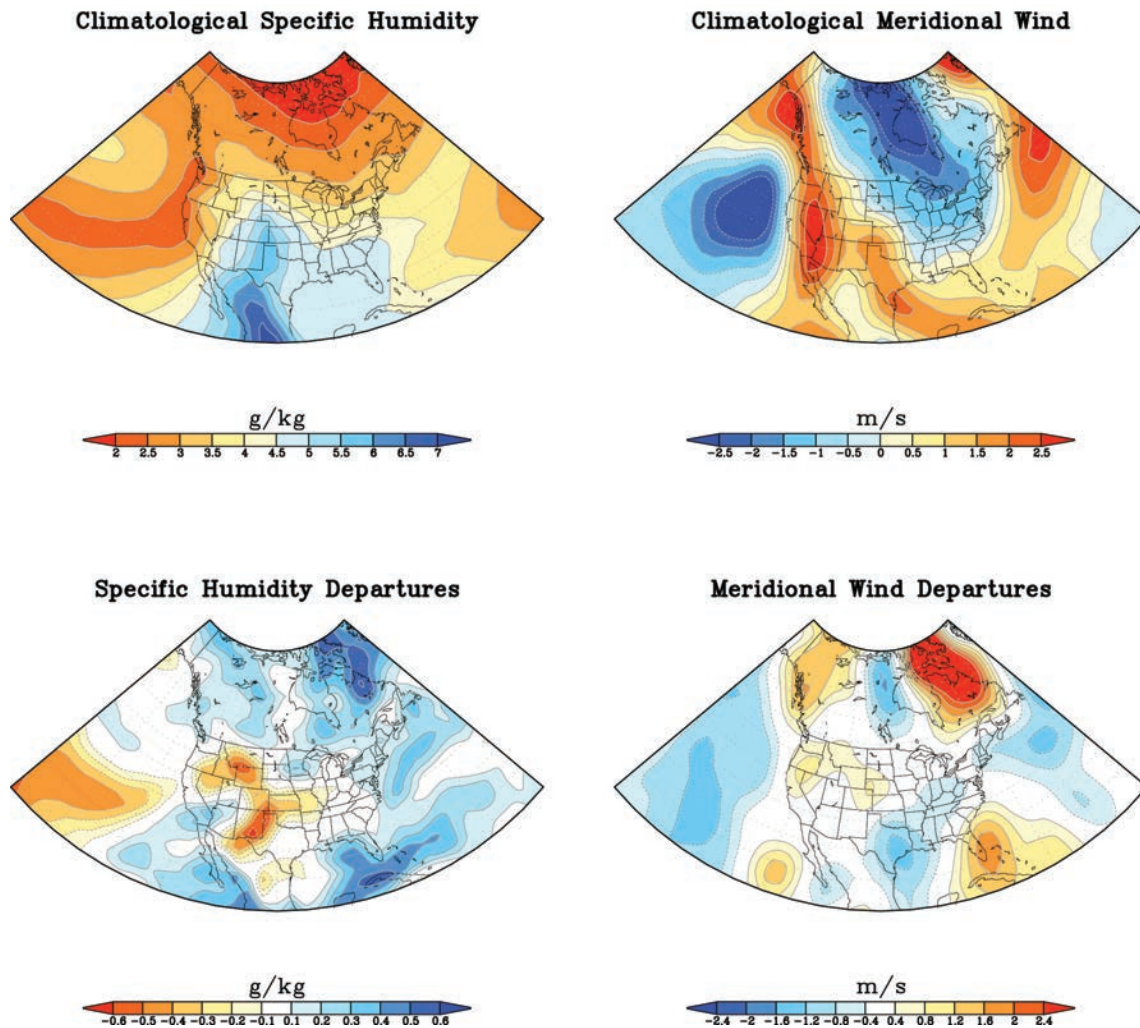 Climatological Specific Humidity
Climatological Meridional Wind
g/kg
2 2.5 3 3.5 4 4.5 5 5.5 6 6.5 7
m/s
-2.5 -2 -1.5 -1 -0.5 0 0.5 1 1.5 2 2.5
Specific Humidity Departures
Meridional Wind Departures
g/kg
-0.6 -0.5 -0.4 -0.3 -0.2 -0.1 0.1 0.2 0.3 0.4 0.5 0.6
m/s
-2.4 -2 -1.6 -1.2 -0.8 -0.4 0.4 0.8 1.2 1.6 2 2.4